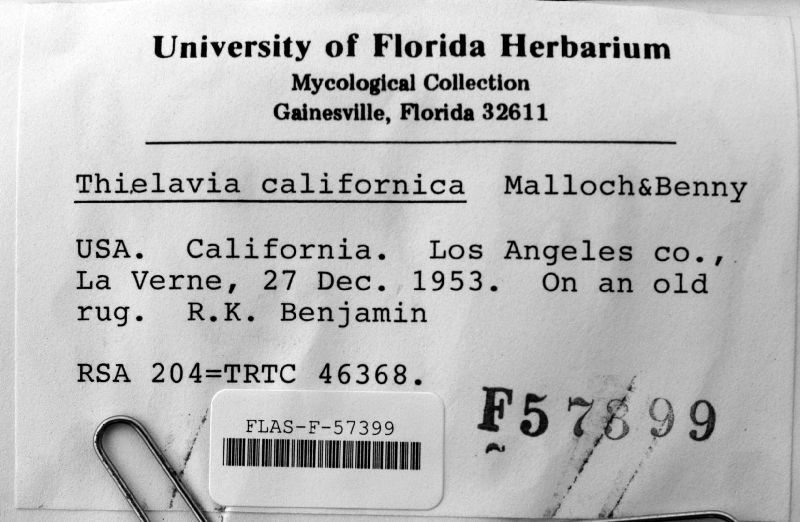 University of Florida Herbarium
Mycological Collection
Gainesville, Florida 32611
Thielavia californica Malloch&Benny
USA. California. Los Angeles co.,
La Verne, 27 Dec. 1953. On an old
rug. R.K. Benjamin
RSA 204=TRTC 46368.
FLAS-F-57399
F57899